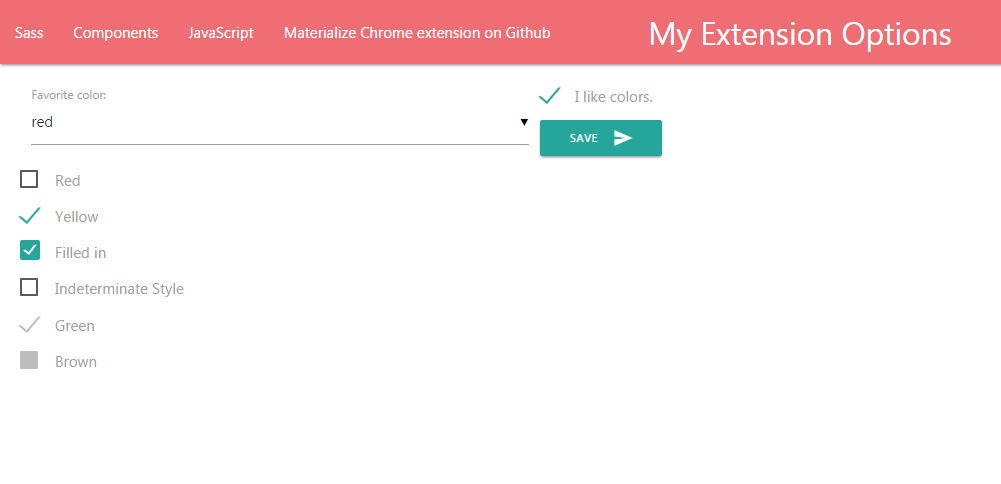 Sass Components JavaScript Materialize Chrome extension on Github My Extension Options
Favorite color:
red
I like colors.
SAVE
Red
Yellow
Filled in
Indeterminate Style
Green
Brown